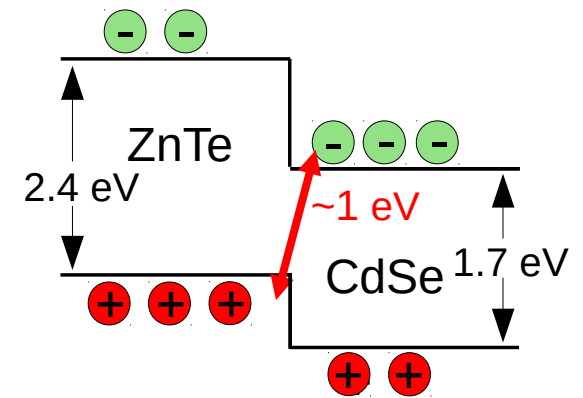 - -
ZnTe
- - -
2.4 eV
~1 eV
1.7 eV
CdSe
+ + +
+ +